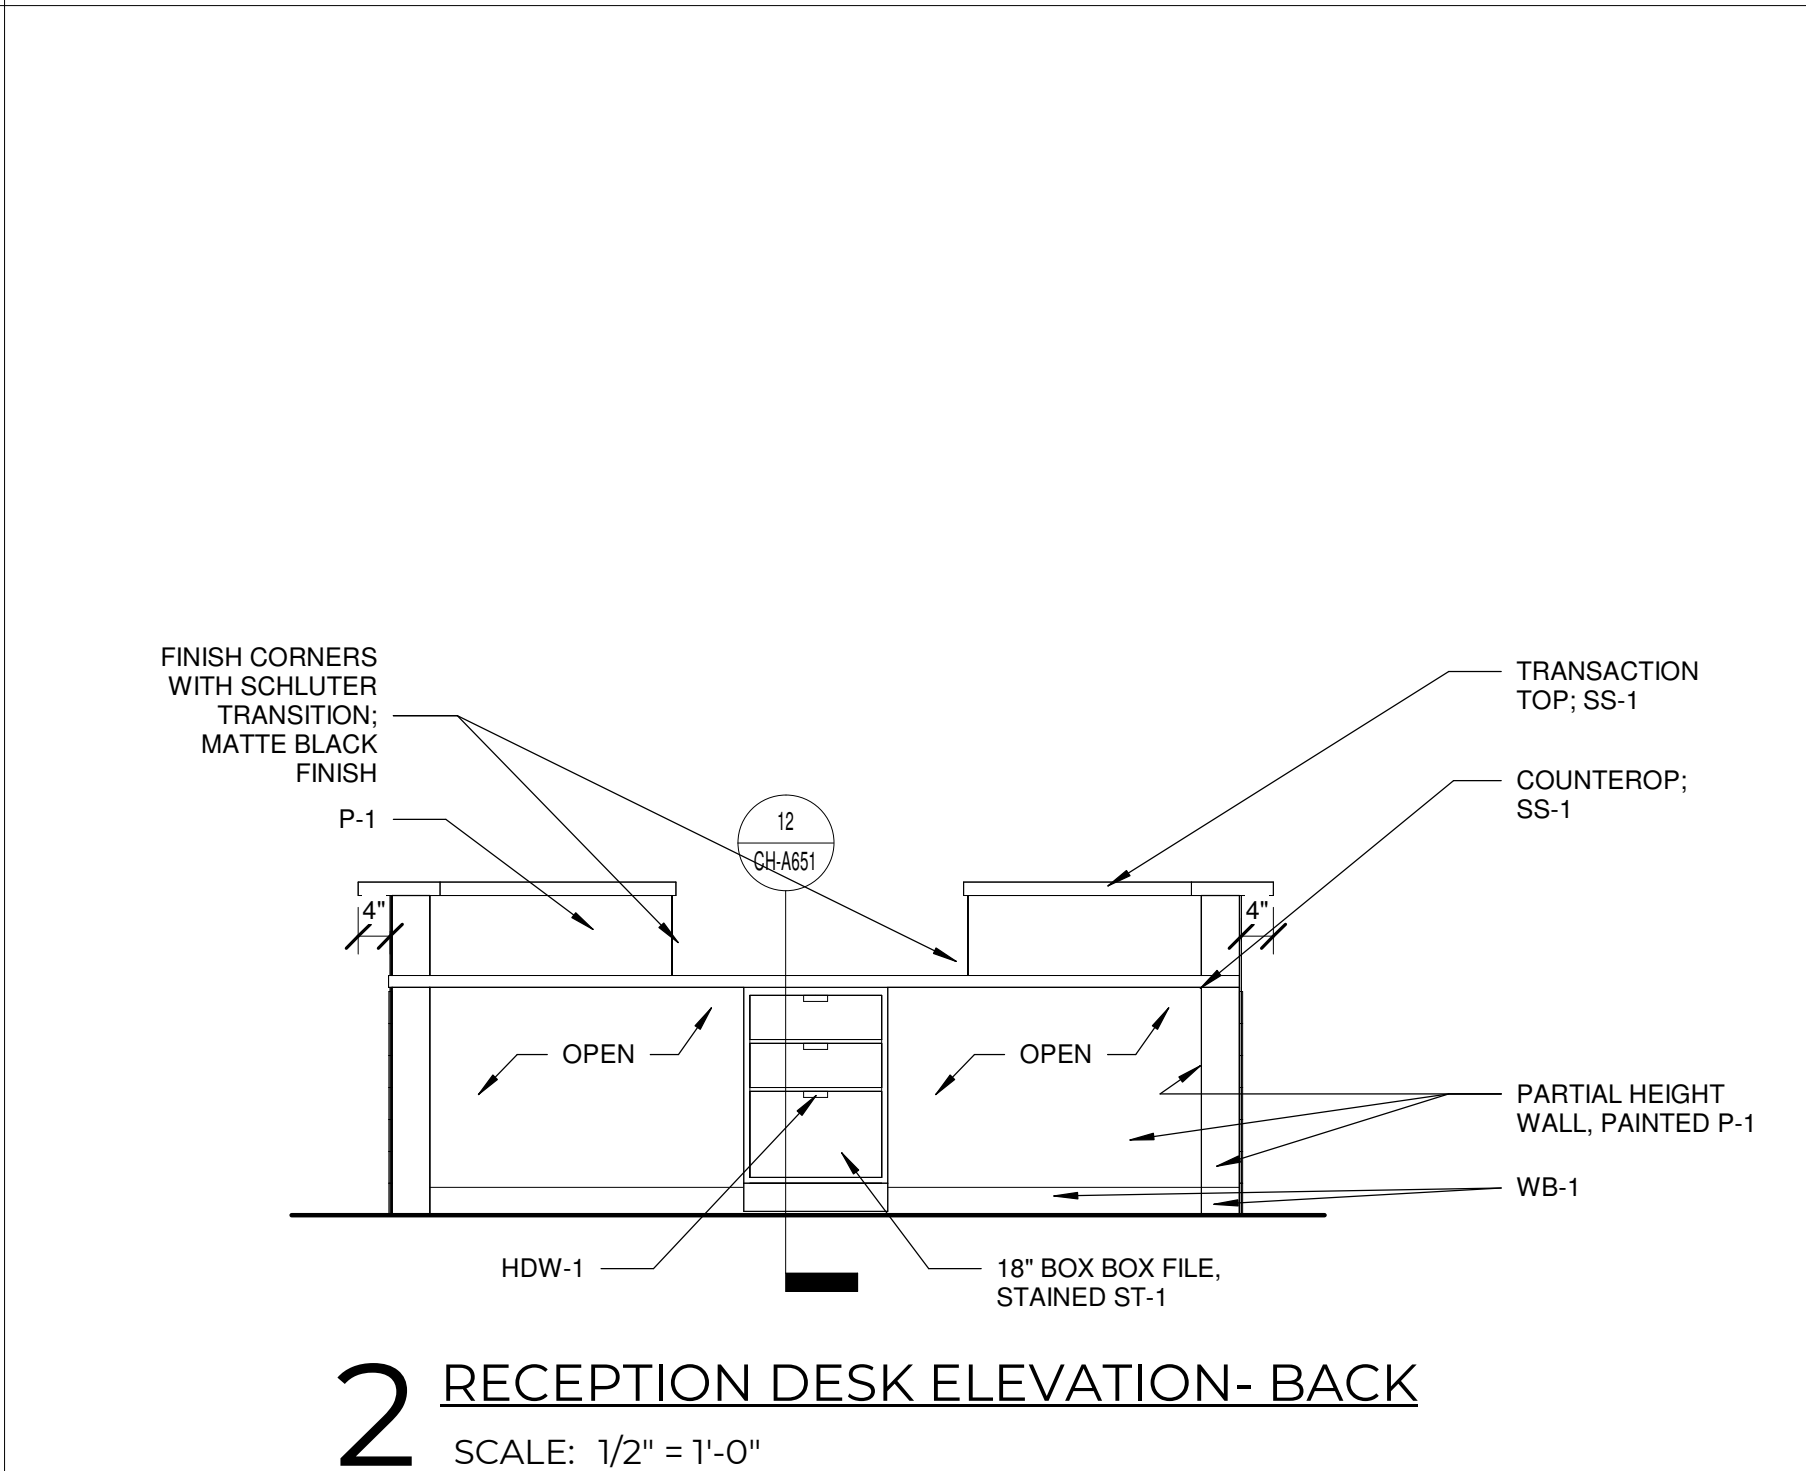 FINISH CORNERS
WITH SCHLUTER
TRANSITION;
MATTE BLACK
FINISH
P-1
12
CH-A651
TRANSACTION
TOP; SS-1
COUNTEROP;
SS-1
4"
4"
OPEN
OPEN
PARTIAL HEIGHT
WALL, PAINTED P-1
WB-1
HDW-1
18" BOX BOX FILE,
STAINED ST-1
2
RECEPTION DESK ELEVATION- BACK
SCALE: 1/2" = 1'-0"